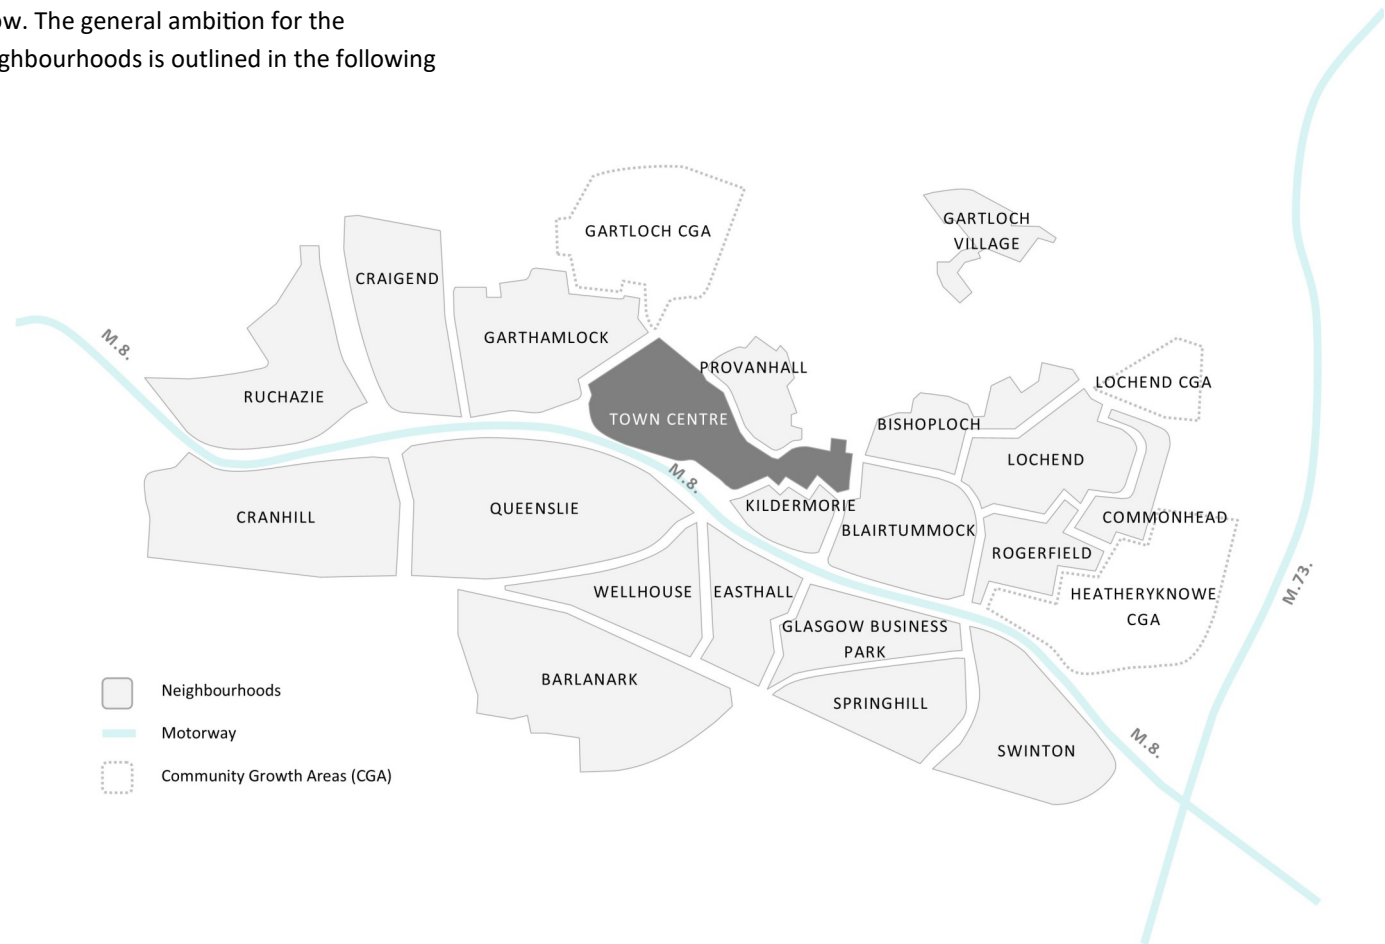 ow. The general ambition for the
ghbourhoods is outlined in the following
GARTLOCH CGA
GARTLOCH
VILLAGE
CRAIGEND
GARTHAMLOCK
M.8.
PROVANHALL
LOCHEND CGA
RUCHAZIE
TOWN CENTRE
BISHOPLOCH
LOCHEND
M.8.
KILDERMORIE
QUEENSLIE
CRANHILL
COMMONHEAD
BLAIRTUMMOCK
ROGERFIELD
M.73.
WELLHOUSE
EASTHALL
HEATHERYKNOWE
CGA
GLASGOW BUSINESS
PARK
BARLANARK
SPRINGHILL
SWINTON
M.8.
Neighbourhoods
Motorway
Community Growth Areas (CGA)